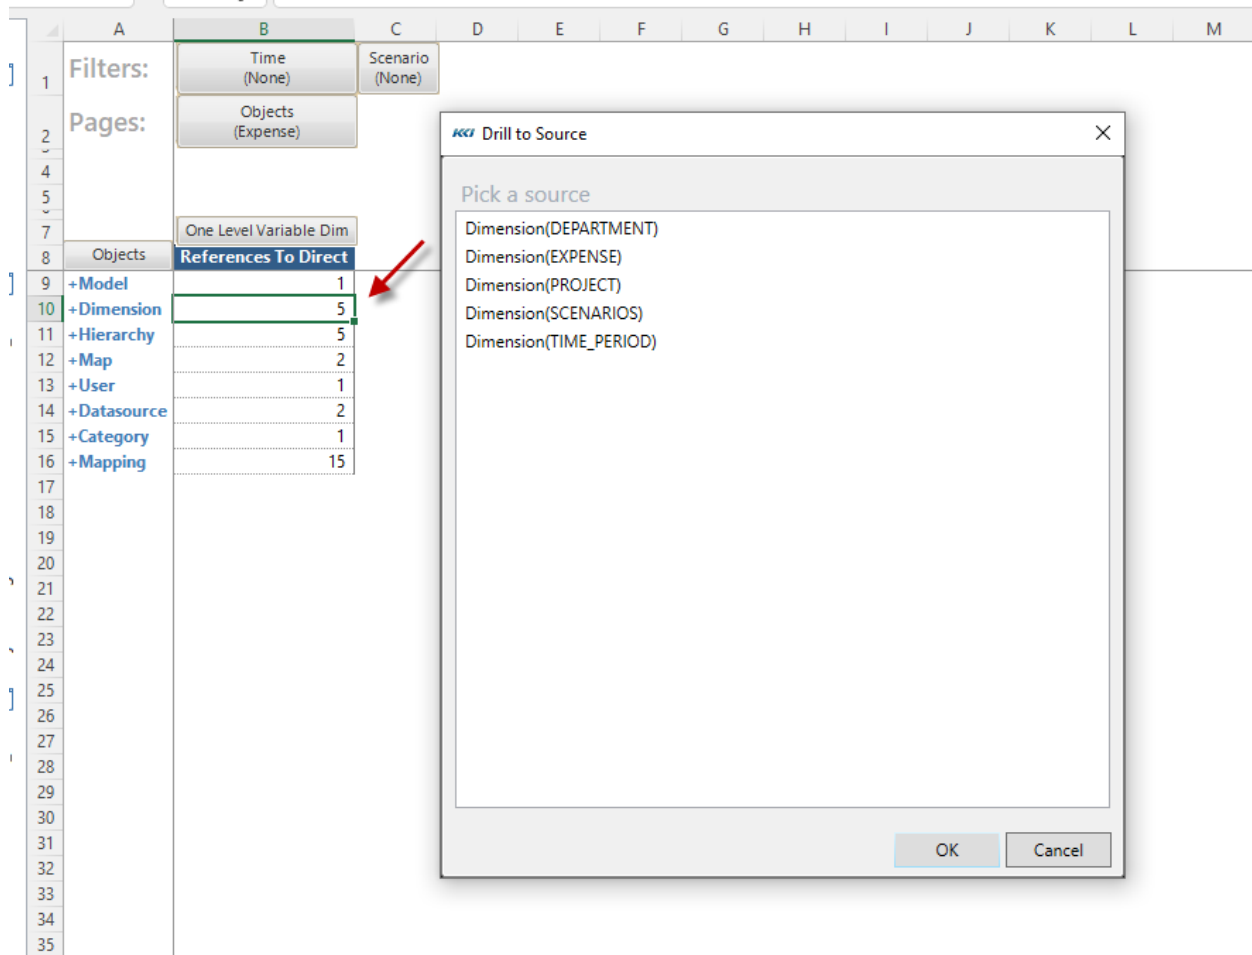 A B C D E F G H I J K L M
1 Filters: Time Scenario
(None) (None)
2 Pages: Objects
(Expense)
4
5
7 One Level Variable Dim
8 Objects References To Direct
9 +Model 1
10 +Dimension 5
11 +Hierarchy 5
12 +Map 2
13 +User 1
14 +Datasource 2
15 +Category 1
16 +Mapping 15
17
18
19
20
21
22
23
24
25
26
27
28
29
30
31
32
33
34
35
KCI Drill to Source
Pick a source
Dimension(DEPARTMENT)
Dimension(EXPENSE)
Dimension(PROJECT)
Dimension(SCENARIOS)
Dimension(TIME_PERIOD)
OK Cancel